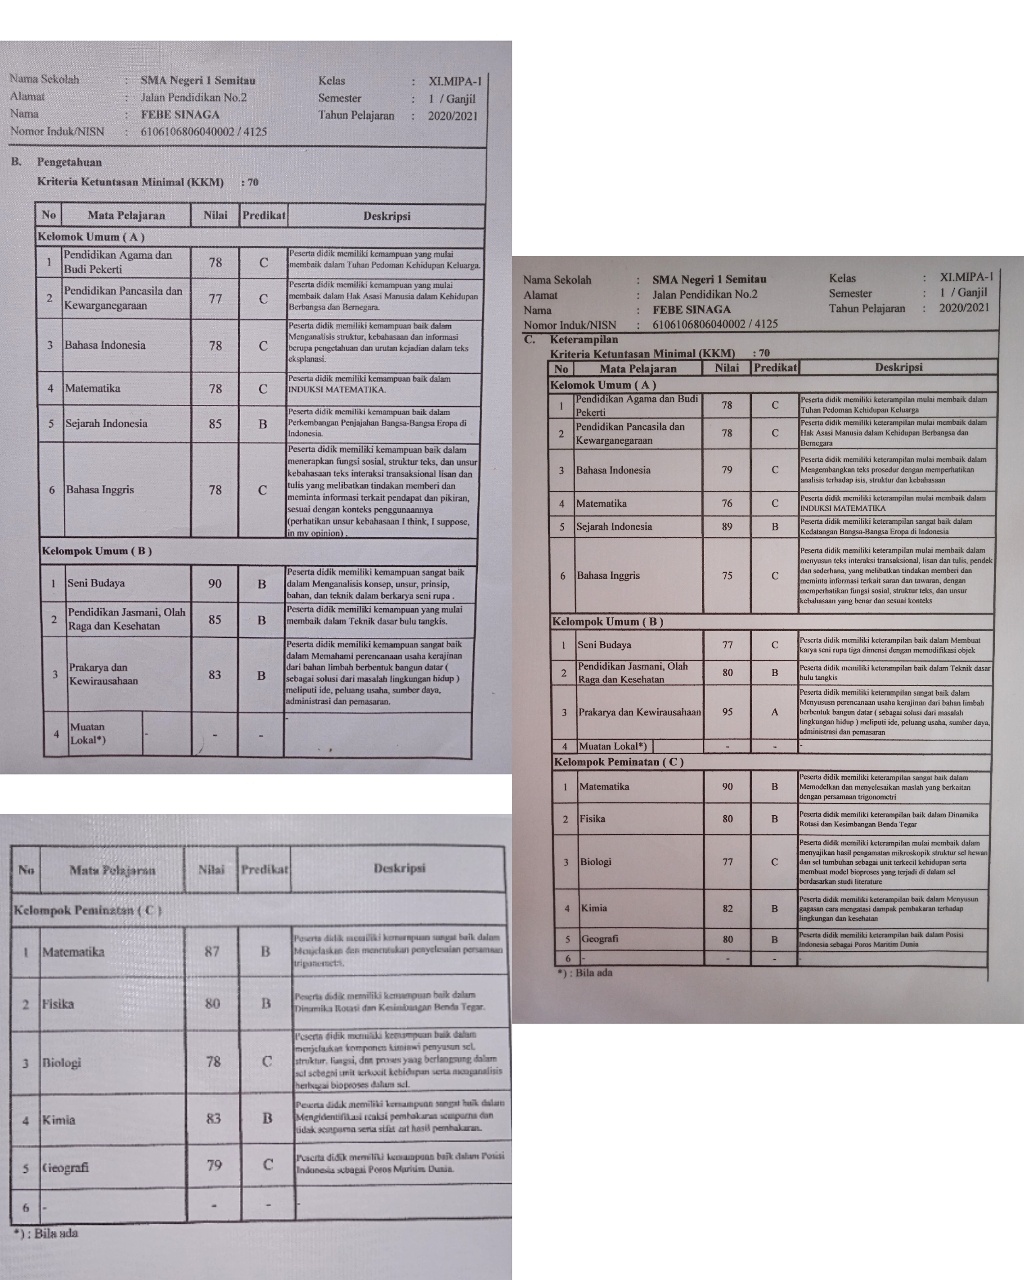 Nama Sekolah : SMA Negeri 1 Semitau Kelas : XI.MIPA-1
Alamat : Jalan Pendidikan No.2 Semester : 1 / Ganjil
Nama : FEBE SINAGA Tahun Pelajaran : 2020/2021
Nomor Induk/NISN : 6106106806040002 / 4125
B. Pengetahuan
Kriteria Ketuntasan Minimal (KKM) : 70
No Mata Pelajaran Nilai Predikat Deskripsi
Kelomok Umum ( A )
1 Pendidikan Agama dan Budi Pekerti 78 C Peserta didik memiliki kemampuan yang mulai membaik dalam Tuhan Pedoman Kehidupan Keluarga.
2 Pendidikan Pancasila dan Kewarganegaraan 77 C Peserta didik memiliki kemampuan yang mulai membaik dalam Hak Asasi Manusia dalam Kehidupan Berbangsa dan Bernegara.
3 Bahasa Indonesia 78 C Peserta didik memiliki kemampuan baik dalam Menganalisis struktur, kebahasaan dan informasi berupa pengetahuan dan urutan kejadian dalam teks eksplanasi.
4 Matematika 78 C Peserta didik memiliki kemampuan baik dalam INDUKSI MATEMATIKA.
5 Sejarah Indonesia 85 B Peserta didik memiliki kemampuan baik dalam Perkembangan Penjajahan Bangsa-Bangsa Eropa di Indonesia.
6 Bahasa Inggris 78 C Peserta didik memiliki kemampuan baik dalam menerapkan fungsi sosial, struktur teks, dan unsur kebahasaan teks interaksi transaksional lisan dan tulis yang melibatkan tindakan memberi dan meminta informasi terkait pendapat dan pikiran, sesuai dengan konteks penggunaannya (perhatikan unsur kebahasaan I think, I suppose, in my opinion) .
Kelompok Umum ( B )
1 Seni Budaya 90 B Peserta didik memiliki kemampuan sangat baik dalam Menganalisis konsep, unsur, prinsip, bahan, dan teknik dalam berkarya seni rupa .
2 Pendidikan Jasmani, Olah Raga dan Kesehatan 85 B Peserta didik memiliki kemampuan yang mulai membaik dalam Teknik dasar bulu tangkis.
3 Prakarya dan Kewirausahaan 83 B Peserta didik memiliki kemampuan sangat baik dalam Memahami perencanaan usaha kerajinan dari bahan limbah berbentuk bangun datar ( sebagai solusi dari masalah lingkungan hidup ) meliputi ide, peluang usaha, sumber daya, administrasi dan pemasaran.
4 Muatan Lokal*) - - - -
No Mata Pelajaran Nilai Predikat Deskripsi
Kelompok Peminatan ( C )
1 Matematika 87 B Peserta didik memiliki kemampuan sangat baik dalam Menjelaskan dan menentukan penyelesaian persamaan trigonometri.
2 Fisika 80 B Peserta didik memiliki kemampuan baik dalam Dinamika Rotasi dan Kesimbangan Benda Tegar.
3 Biologi 78 C Peserta didik memiliki kemampuan baik dalam menjelaskan komponen kimiawi penyusun sel, struktur, fungsi, dan proses yang berlangsung dalam sel sebagai unit terkecil kehidupan serta menganalisis berbagai bioproses dalam sel.
4 Kimia 83 B Peserta didik memiliki kemampuan sangat baik dalam Mengidentifikasi reaksi pembakaran sempurna dan tidak sempurna serta sifat zat hasil pembakaran.
5 Geografi 79 C Peserta didik memiliki kemampuan baik dalam Posisi Indonesia sebagai Poros Maritim Dunia.
6 - - - -
*) : Bila ada
Nama Sekolah : SMA Negeri 1 Semitau Kelas : XI.MIPA-1
Alamat : Jalan Pendidikan No.2 Semester : 1 / Ganjil
Nama : FEBE SINAGA Tahun Pelajaran : 2020/2021
Nomor Induk/NISN : 6106106806040002 / 4125
C. Keterampilan
Kriteria Ketuntasan Minimal (KKM) : 70
No Mata Pelajaran Nilai Predikat Deskripsi
Kelomok Umum ( A )
1 Pendidikan Agama dan Budi Pekerti 78 C Peserta didik memiliki keterampilan mulai membaik dalam Tuhan Pedoman Kehidupan Keluarga
2 Pendidikan Pancasila dan Kewarganegaraan 78 C Peserta didik memiliki keterampilan mulai membaik dalam Hak Asasi Manusia dalam Kehidupan Berbangsa dan Bernegara
3 Bahasa Indonesia 79 C Peserta didik memiliki keterampilan mulai membaik dalam Mengembangkan teks prosedur dengan memperhatikan analisis terhadap isis, struktur dan kebahasaan
4 Matematika 76 C Peserta didik memiliki keterampilan mulai membaik dalam INDUKSI MATEMATIKA
5 Sejarah Indonesia 89 B Peserta didik memiliki keterampilan sangat baik dalam Kedatangan Bangsa-Bangsa Eropa di Indonesia
6 Bahasa Inggris 75 C Peserta didik memiliki keterampilan mulai membaik dalam menyusun teks interaksi transaksional, lisan dan tulis, pendek dan sederhana, yang melibatkan tindakan memberi dan meminta informasi terkait saran dan tawaran, dengan memperhatikan fungsi sosial, struktur teks, dan unsur kebahasaan yang benar dan sesuai konteks
Kelompok Umum ( B )
1 Seni Budaya 77 C Peserta didik memiliki keterampilan baik dalam Membuat karya seni rupa tiga dimensi dengan memodifikasi objek
2 Pendidikan Jasmani, Olah Raga dan Kesehatan 80 B Peserta didik memiliki keterampilan baik dalam Teknik dasar bulu tangkis
3 Prakarya dan Kewirausahaan 95 A Peserta didik memiliki keterampilan sangat baik dalam Menyususn perencanaan usaha kerajinan dari bahan limbah berbentuk bangun datar ( sebagai solusi dari masalah lingkungan hidup ) meliputi ide, peluang usaha, sumber daya, administrasi dan pemasaran
4 Muatan Lokal*) - - -
Kelompok Peminatan ( C )
1 Matematika 90 B Peserta didik memiliki keterampilan sangat baik dalam Memodelkan dan menyelesaikan maslah yang berkaitan dengan persamaan trigonometri
2 Fisika 80 B Peserta didik memiliki keterampilan baik dalam Dinamika Rotasi dan Kesimbangan Benda Tegar
3 Biologi 77 C Peserta didik memiliki keterampilan mulai membaik dalam menyajikan hasil pengamatan mikroskopik struktur sel hewan dan sel tumbuhan sebagai unit terkecil kehidupan serta membuat model bioproses yang terjadi di dalam sel berdasarkan studi literature
4 Kimia 82 B Peserta didik memiliki keterampilan baik dalam Menyusun gagasan cara mengatasi dampak pembakaran terhadap lingkungan dan kesehatan
5 Geografi 80 B Peserta didik memiliki keterampilan baik dalam Posisi Indonesia sebagai Poros Maritim Dunia
6 - - - -
*) : Bila ada